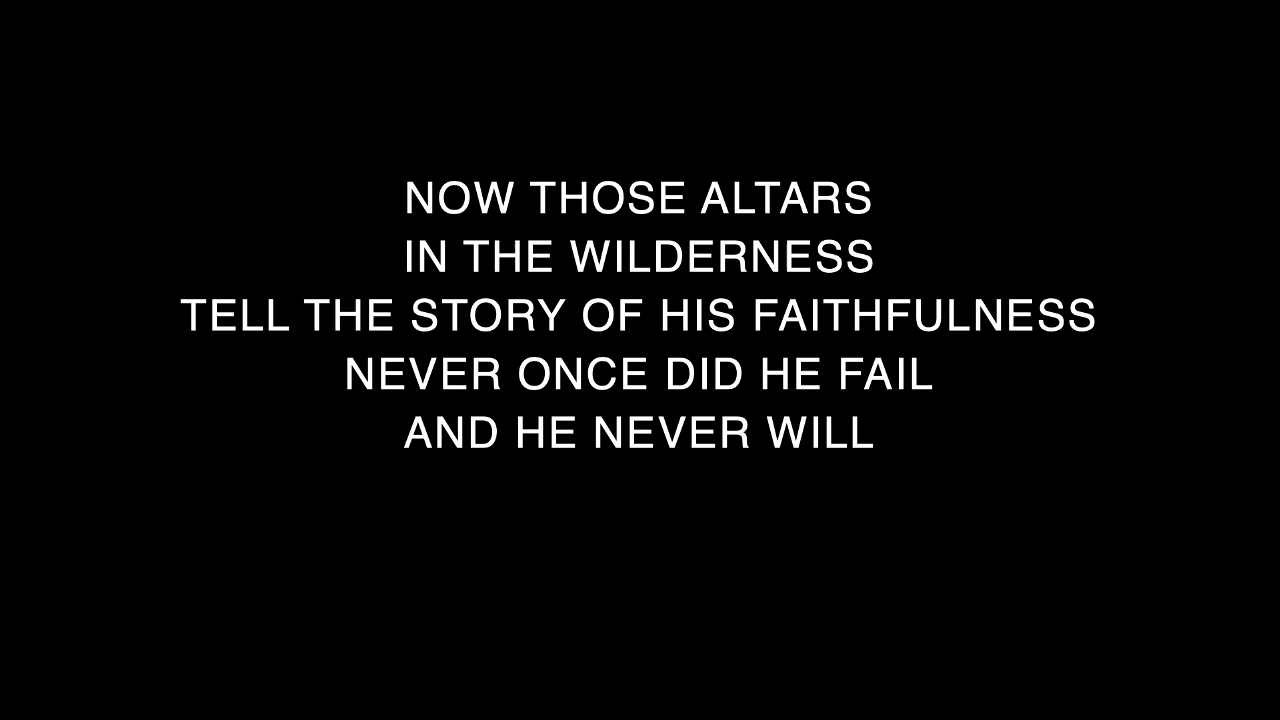 NOW THOSE ALTARS
IN THE WILDERNESS
TELL THE STORY OF HIS FAITHFULNESS
NEVER ONCE DID HE FAIL
AND HE NEVER WILL